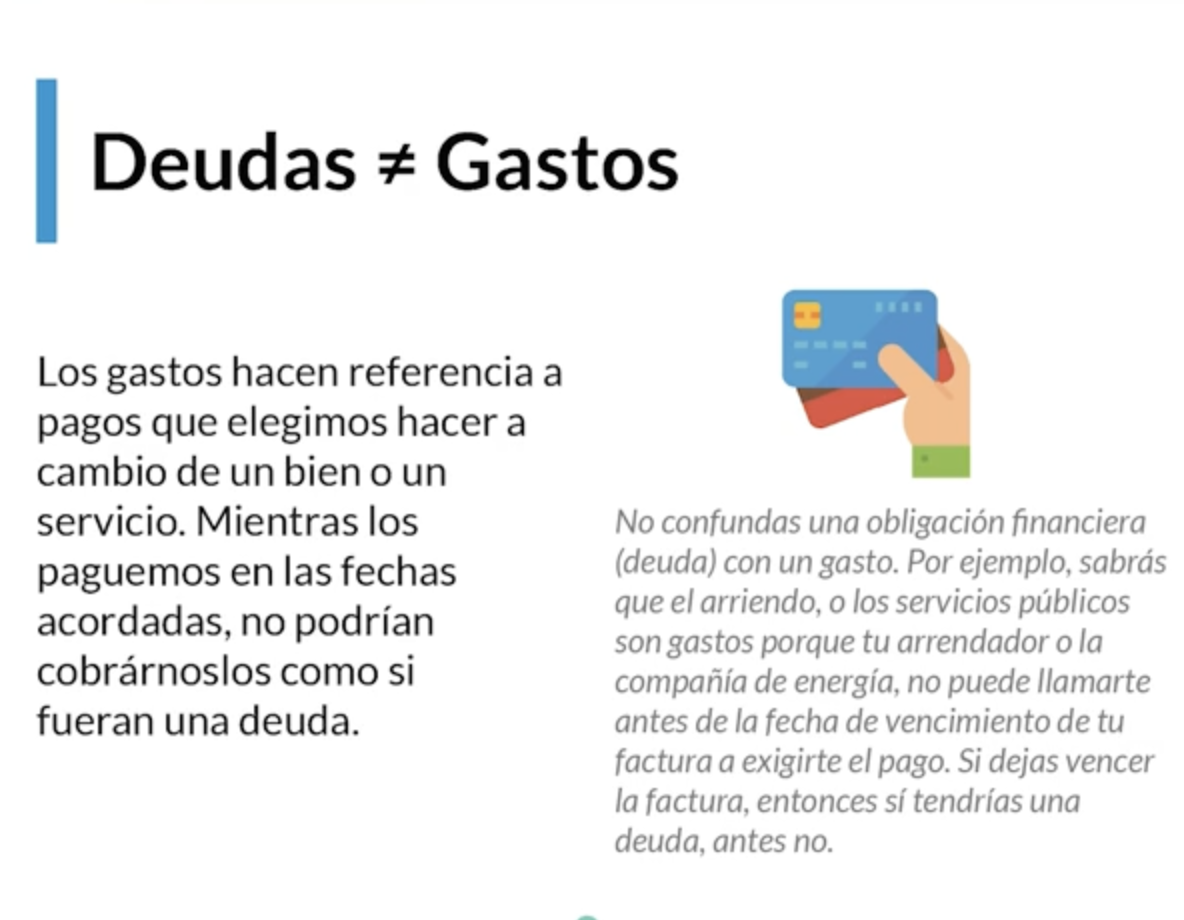 Deudas ≠ Gastos
Los gastos hacen referencia a
pagos que elegimos hacer a
cambio de un bien o un
servicio. Mientras los
paguemos en las fechas
acordadas, no podrían
cobrárnoslos como si
fueran una deuda.
No confundas una obligación financiera
(deuda) con un gasto. Por ejemplo, sabrás
que el arriendo, o los servicios públicos
son gastos porque tu arrendador o la
compañía de energía, no puede llamarte
antes de la fecha de vencimiento de tu
factura a exigirte el pago. Si dejas vencer
la factura, entonces sí tendrías una
deuda, antes no.